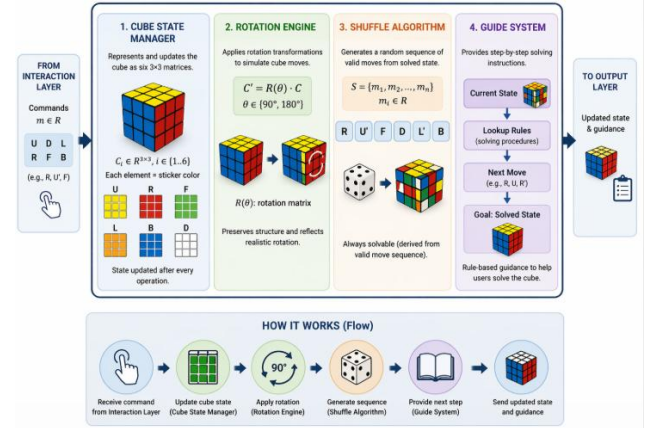 FROM
INTERACTION
LAYER
Commands
m ∈ R
U D L
R F B
(e.g., R, U', F)
1. CUBE STATE
MANAGER
Represents and updates the
cube as six 3×3 matrices.
C_i ∈ R^{3×3}, i ∈ {1..6}
Each element = sticker color
U R F
L B D
State updated after every
operation.
2. ROTATION ENGINE
Applies rotation transformations
to simulate cube moves.
C' = R(θ) · C
θ ∈ {90°, 180°}
R(θ): rotation matrix
Preserves structure and reflects
realistic rotation.
3. SHUFFLE ALGORITHM
Generates a random sequence of
valid moves from solved state.
S = {m₁, m₂, ..., mₙ}
mᵢ ∈ R
R U' F D L' B
Always solvable (derived from
valid move sequence).
4. GUIDE SYSTEM
Provides step-by-step solving
instructions.
Current State
Lookup Rules
(solving procedures)
Next Move
(e.g., R, U, R')
Goal: Solved State
Rule-based guidance to help
users solve the cube.
TO OUTPUT
LAYER
Updated state
& guidance
HOW IT WORKS (Flow)
90°
Receive command
from Interaction Layer
Update cube state
(Cube State Manager)
Apply rotation
(Rotation Engine)
Generate sequence
(Shuffle Algorithm)
Provide next step
(Guide System)
Send updated state
and guidance